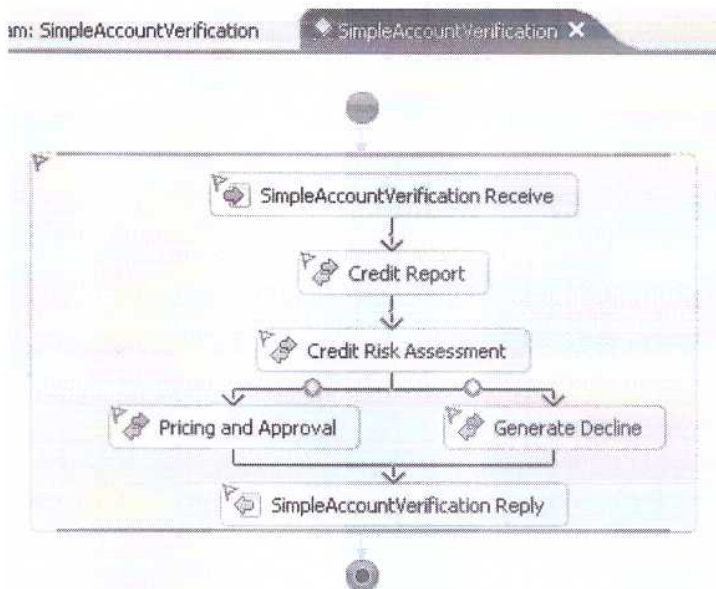 am: SimpleAccountVerification
SimpleAccountVerification
SimpleAccountVerification Receive
Credit Report
Credit Risk Assessment
Pricing and Approval
Generate Decline
SimpleAccountVerification Reply